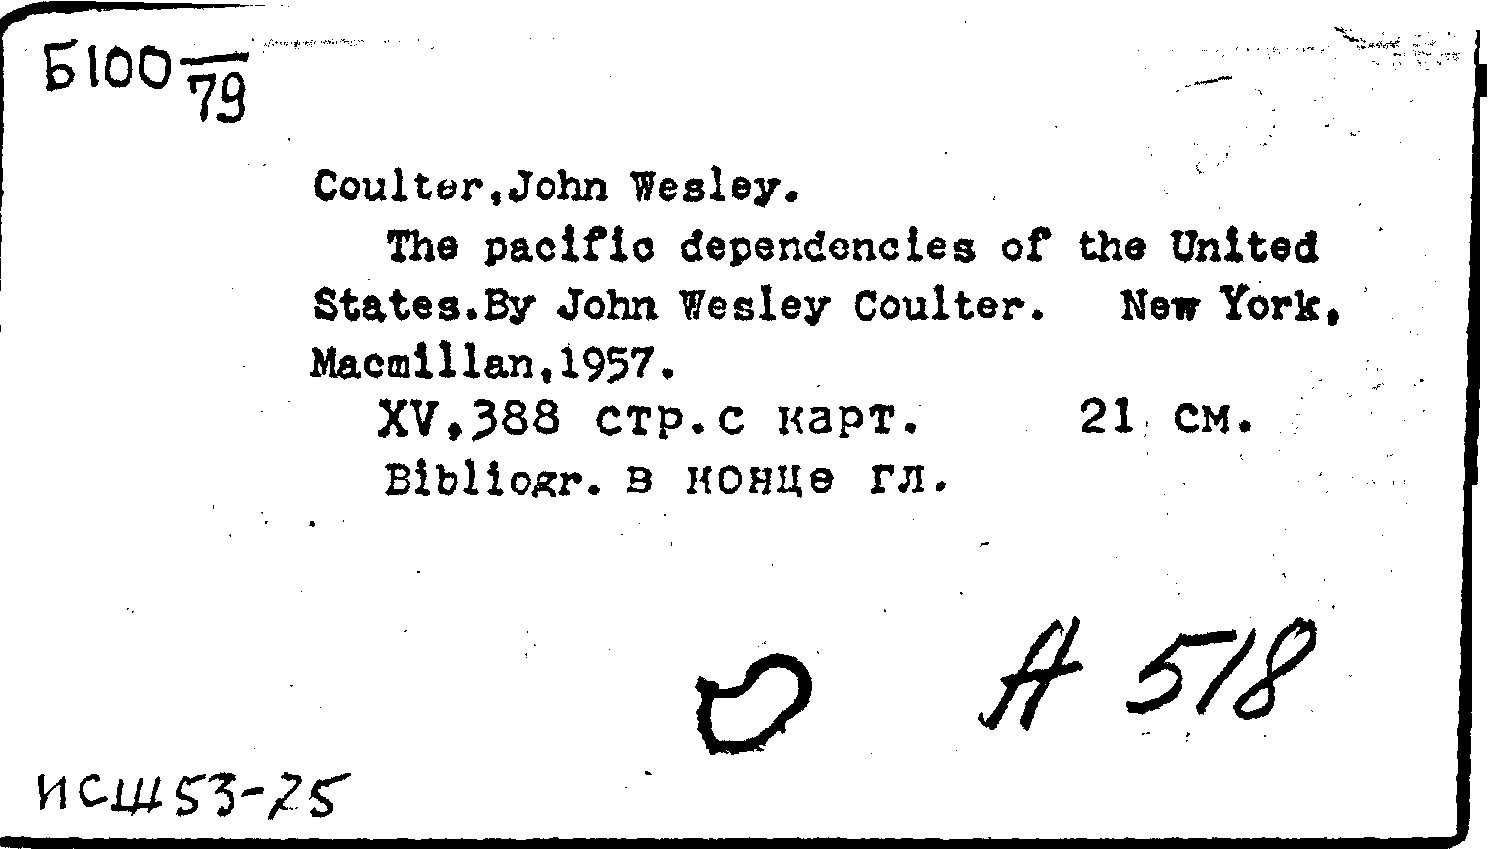 Б100 79
Coulter,John Wesley.
The pacific dependencies of the United
States.By John Wesley Coulter. New York,
Macmillan,1957.
XV,388 стр.с карт. 21 см.
Bibliogr. в конце гл.
А 518
ИСШ53-25